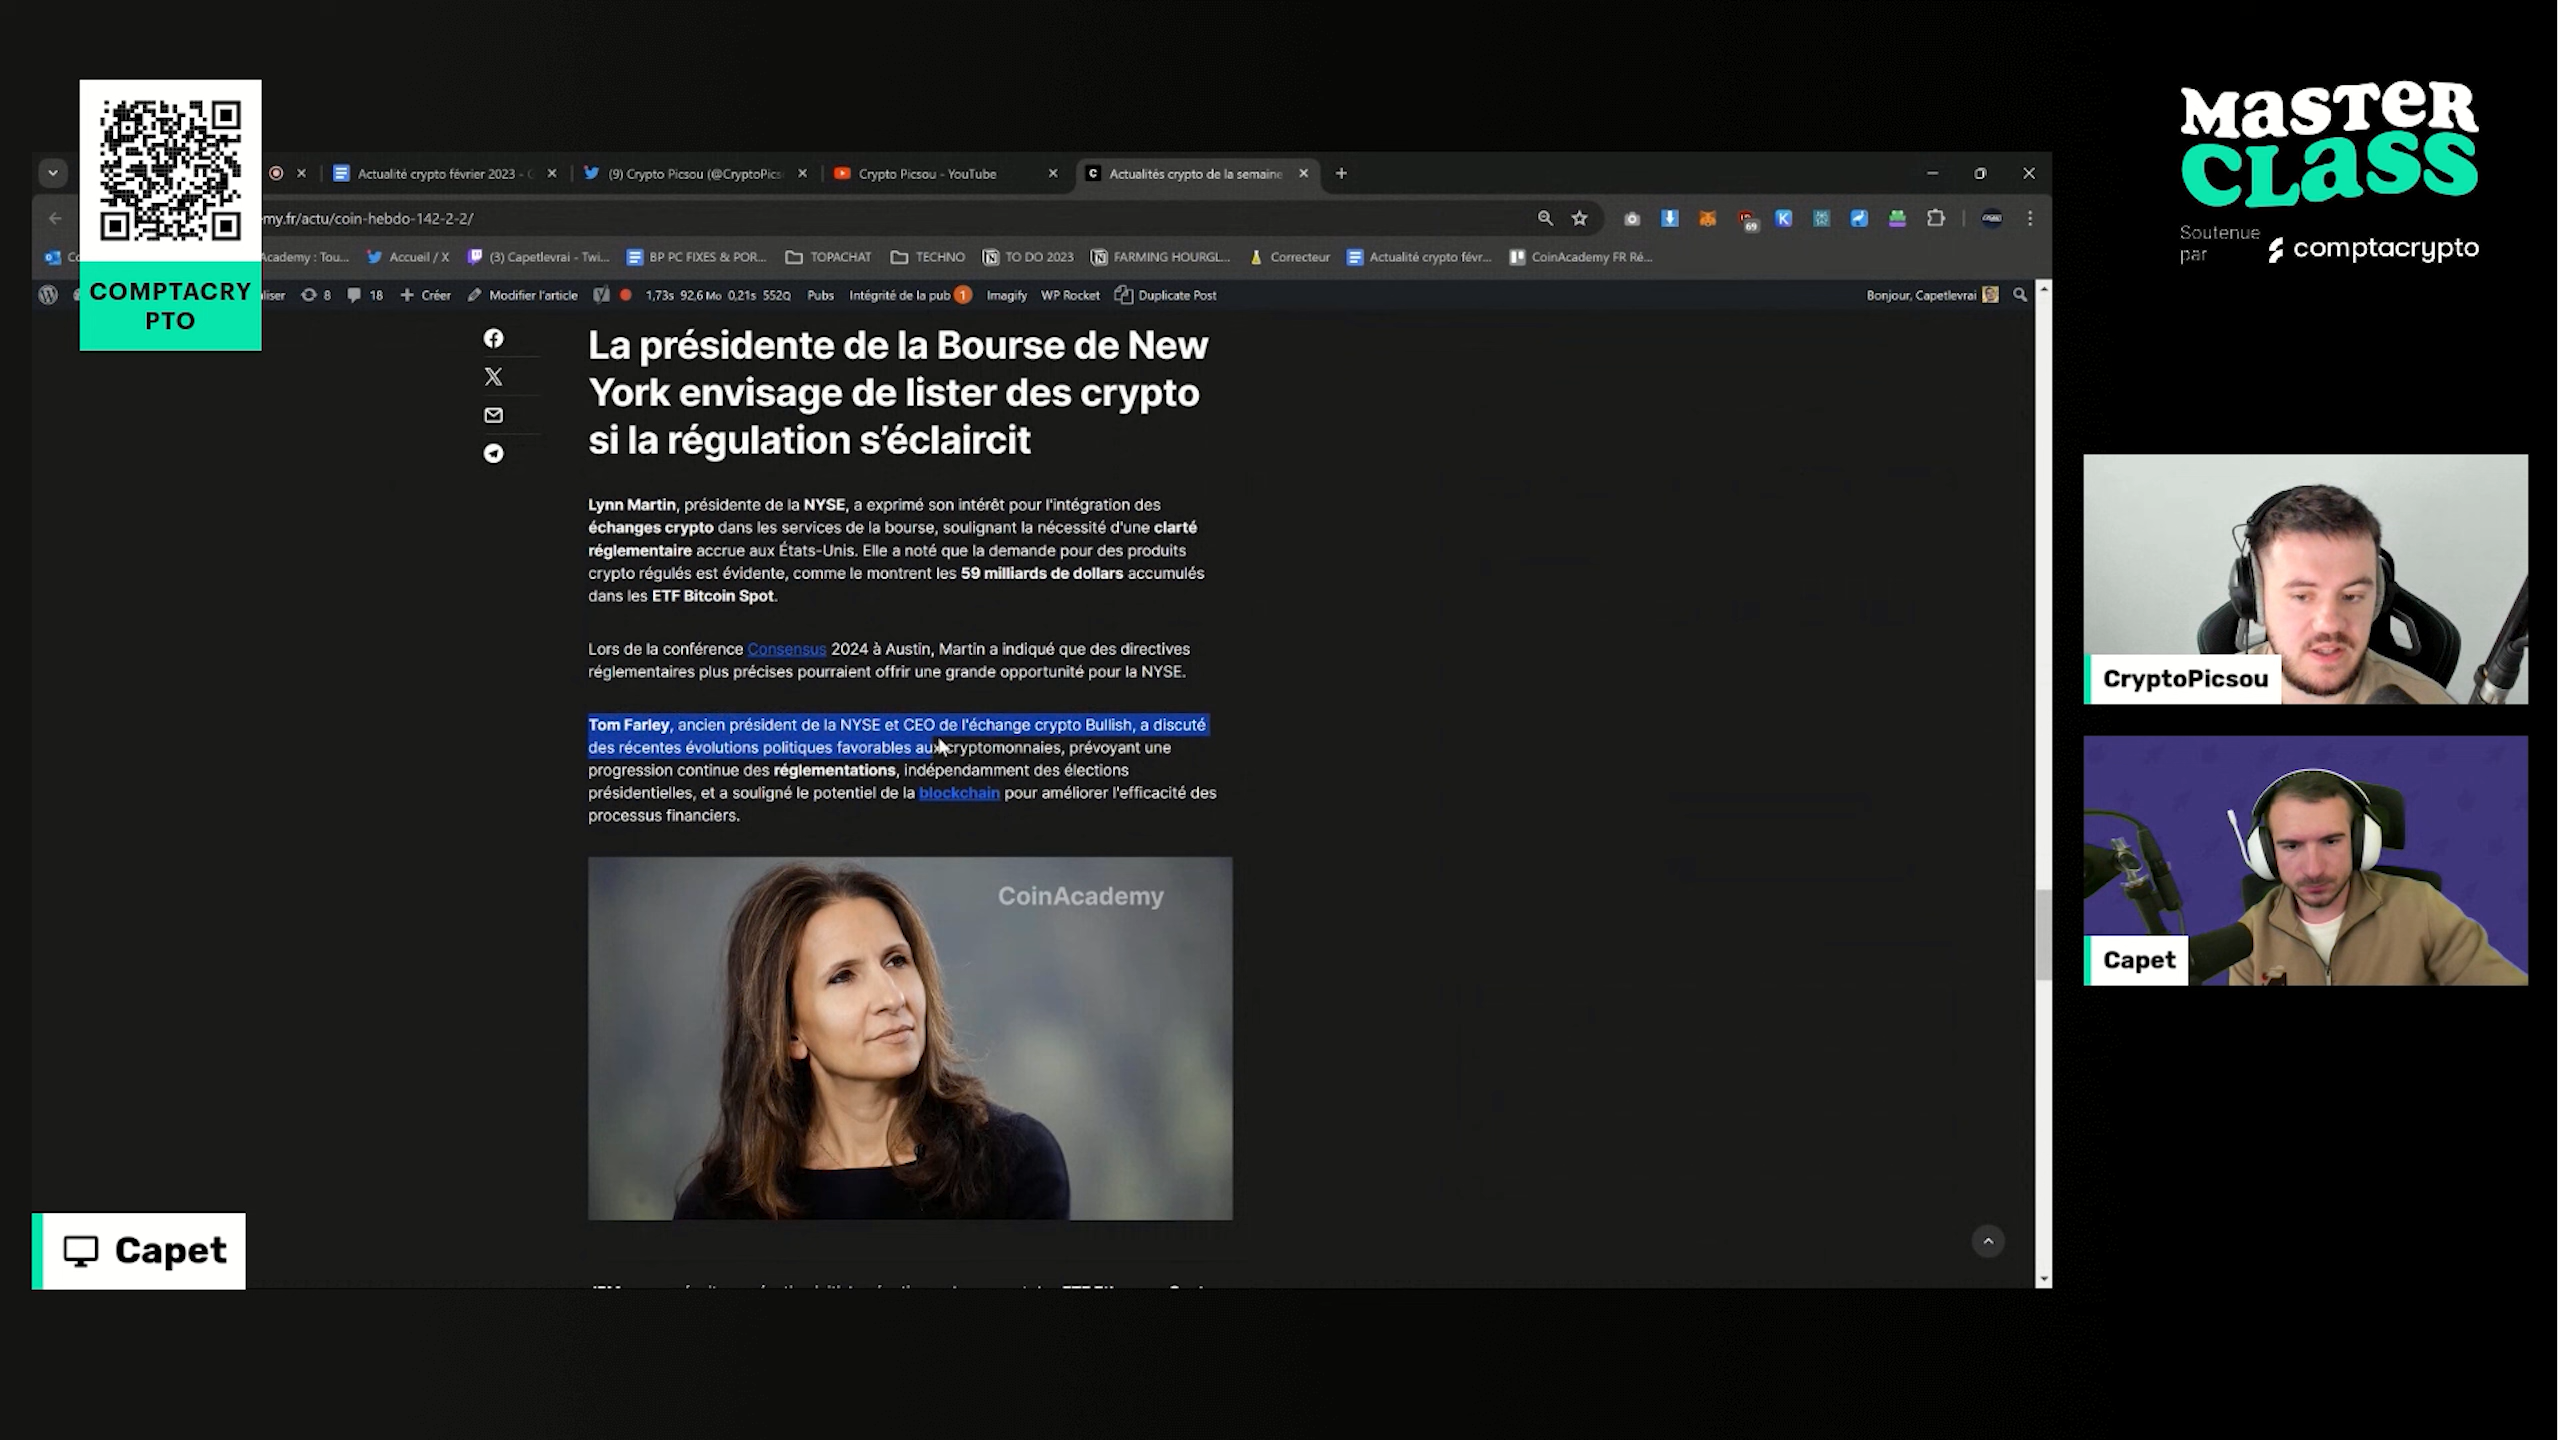 MaSTeR
CLaSS
Soutenue
par
comptacrypto
COMPTACRY
PTO
Actualité crypto février 2023 -
(9) Crypto Picsou (@CryptoPics
Crypto Picsou - YouTube
Actualités crypto de la semaine
my.fr/actu/coin-hebdo-142-2-2/
69
Academy : Tou...
Accueil / X
(3) Capetlevrai - Twi...
BP PC FIXES & POR...
TOPACHAT
TECHNO
TO DO 2023
FARMING HOURGL...
Correcteur
Actualité crypto févr...
CoinAcademy FR Ré...
liser
8
18
Créer
Modifier l'article
1,73s 92,6 Mo 0,21s 552Q
Pubs
Intégrité de la pub 1
Imagify
WP Rocket
Duplicate Post
Bonjour, Capetlevrai
La présidente de la Bourse de New
York envisage de lister des crypto
si la régulation s’éclaircit
Lynn Martin, présidente de la NYSE, a exprimé son intérêt pour l'intégration des
échanges crypto dans les services de la bourse, soulignant la nécessité d'une clarté
réglementaire accrue aux États-Unis. Elle a noté que la demande pour des produits
crypto régulés est évidente, comme le montrent les 59 milliards de dollars accumulés
dans les ETF Bitcoin Spot.
Lors de la conférence Consensus 2024 à Austin, Martin a indiqué que des directives
réglementaires plus précises pourraient offrir une grande opportunité pour la NYSE.
Tom Farley, ancien président de la NYSE et CEO de l'échange crypto Bullish, a discuté
des récentes évolutions politiques favorables aux cryptomonnaies, prévoyant une
progression continue des réglementations, indépendamment des élections
présidentielles, et a souligné le potentiel de la blockchain pour améliorer l'efficacité des
processus financiers.
CoinAcademy
CryptoPicsou
Capet
Capet